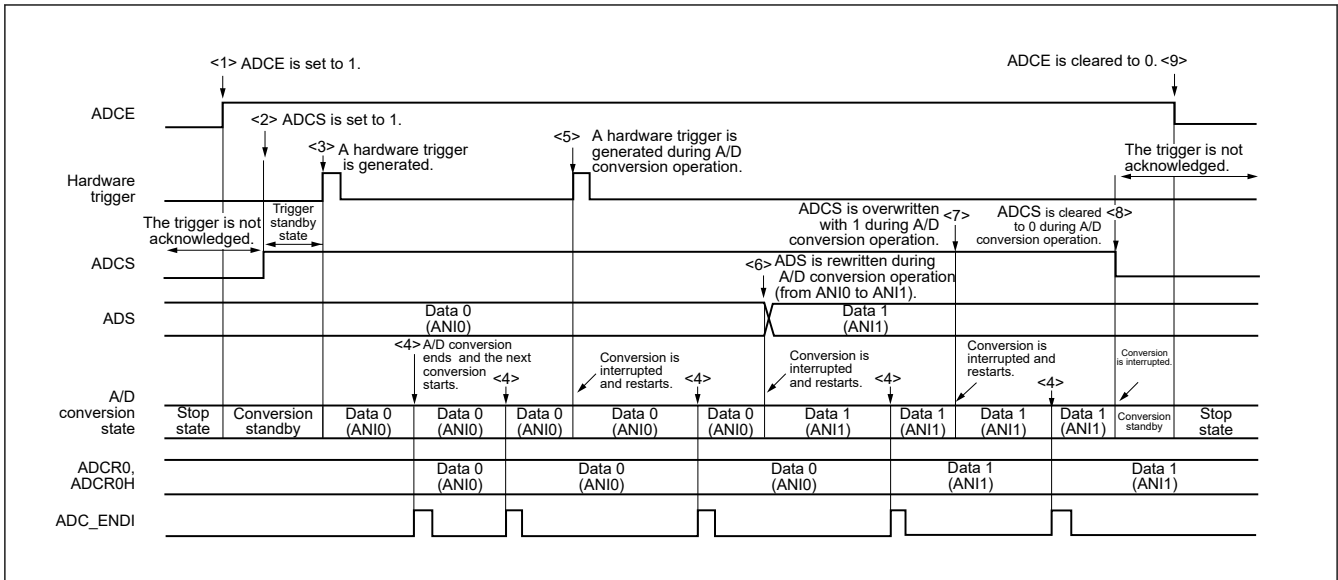 <1> ADCE is set to 1.
ADCE is cleared to 0. <9>
ADCE
<2> ADCS is set to 1.
<3> A hardware trigger
is generated.
<5> A hardware trigger is
generated during A/D
conversion operation.
The trigger is not
acknowledged.
Hardware
trigger
The trigger is not
acknowledged.
Trigger
standby
state
ADCS is overwritten <7>
with 1 during A/D
conversion operation.
ADCS is cleared <8>
to 0 during A/D
conversion operation.
ADCS
<6> ADS is rewritten during
A/D conversion operation
(from ANI0 to ANI1).
ADS
Data 0
(ANI0)
Data 1
(ANI1)
<4> A/D conversion
ends and the next
conversion
starts.
<4>
Conversion is
interrupted
and restarts.
<4>
Conversion is
interrupted
and restarts.
<4>
Conversion is
interrupted and
restarts.
<4>
Conversion
is interrupted.
A/D
conversion
state
Stop
state
Conversion
standby
Data 0
(ANI0)
Data 0
(ANI0)
Data 0
(ANI0)
Data 0
(ANI0)
Data 0
(ANI0)
Data 1
(ANI1)
Data 1
(ANI1)
Data 1
(ANI1)
Data 1
(ANI1)
Conversion
standby
Stop
state
ADCR0,
ADCR0H
Data 0
(ANI0)
Data 0
(ANI0)
Data 0
(ANI0)
Data 1
(ANI1)
Data 1
(ANI1)
ADC_ENDI